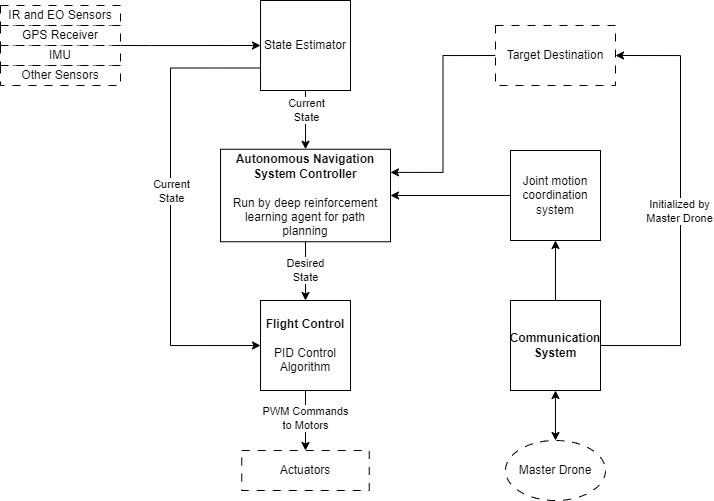 IR and EO Sensors
GPS Receiver
IMU
Other Sensors
State Estimator
Target Destination
Current
State
Autonomous Navigation
System Controller
Run by deep reinforcement
learning agent for path
planning
Joint motion
coordination
system
Current
State
Initialized by
Master Drone
Desired
State
Flight Control
PID Control
Algorithm
Communication
System
PWM Commands
to Motors
Actuators
Master Drone